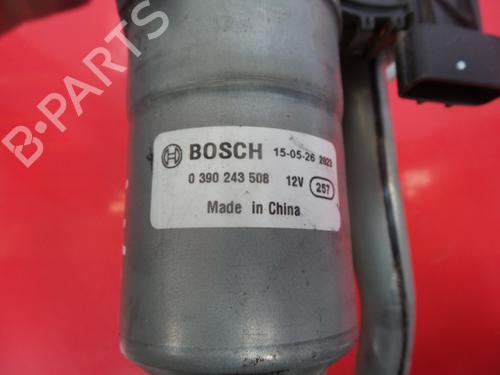 B-PARTS
BOSCH 15-05-26 2823
0 390 243 508 12V 257
Made in China